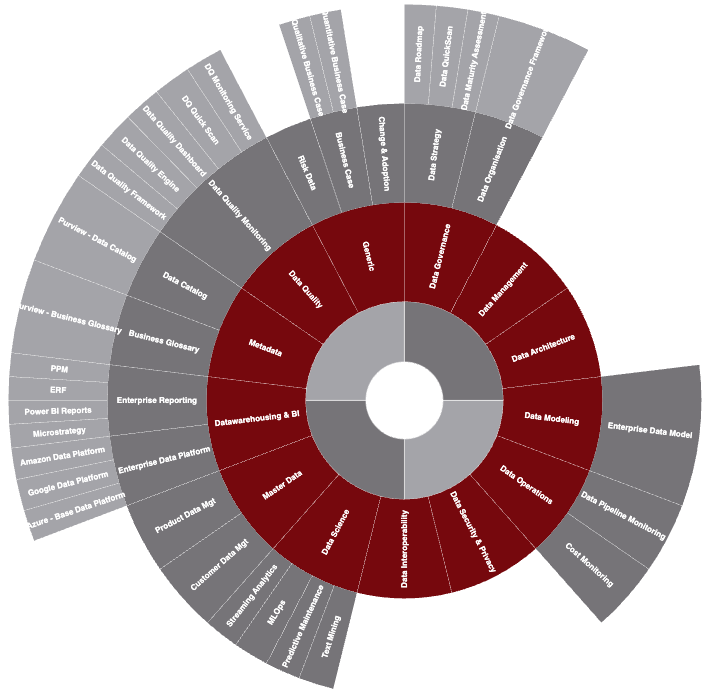 Data Governance
Data Management
Data Architecture
Data Modeling
Data Operations
Data Security & Privacy
Data Interoperability
Data Science
Master Data
Datawarehousing & BI
Metadata
Data Quality
Generic
Data Strategy
Data Organisation
Enterprise Data Model
Data Pipeline Monitoring
Cost Monitoring
Text Mining
Predictive Maintenance
MLOps
Streaming Analytics
Customer Data Mgt
Product Data Mgt
Enterprise Data Platform
Enterprise Reporting
Business Glossary
Data Catalog
Data Quality Monitoring
Risk Data
Business Case
Change & Adoption
Data Roadmap
Data QuickScan
Data Maturity Assessment
Data Governance Framewor
Azure - Base Data Platform
Google Data Platform
Amazon Data Platform
Microstrategy
Power BI Reports
ERF
PPM
urview - Business Glossary
Purview - Data Catalog
Data Quality Framework
Data Quality Engine
Data Quality Dashboard
DQ Quick Scan
DQ Monitoring Service
Qualitative Business Case
Quantitative Business Case